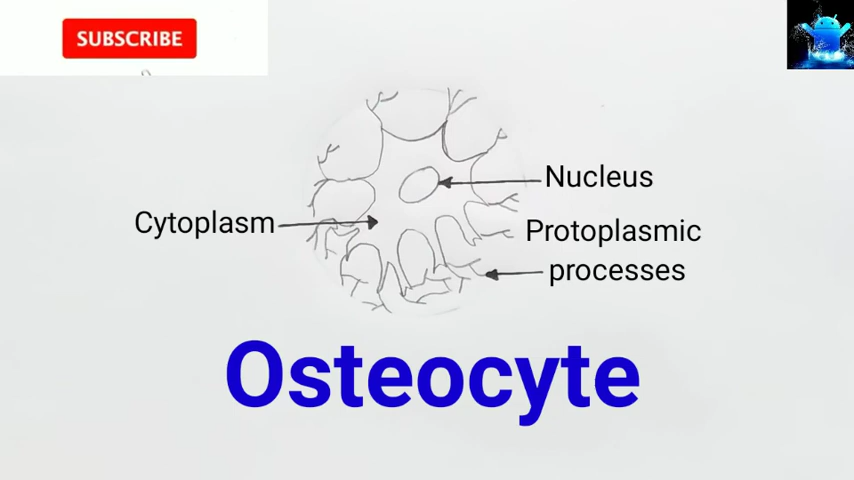 SUBSCRIBE
Nucleus
Cytoplasm
Protoplasmic
processes
Osteocyte